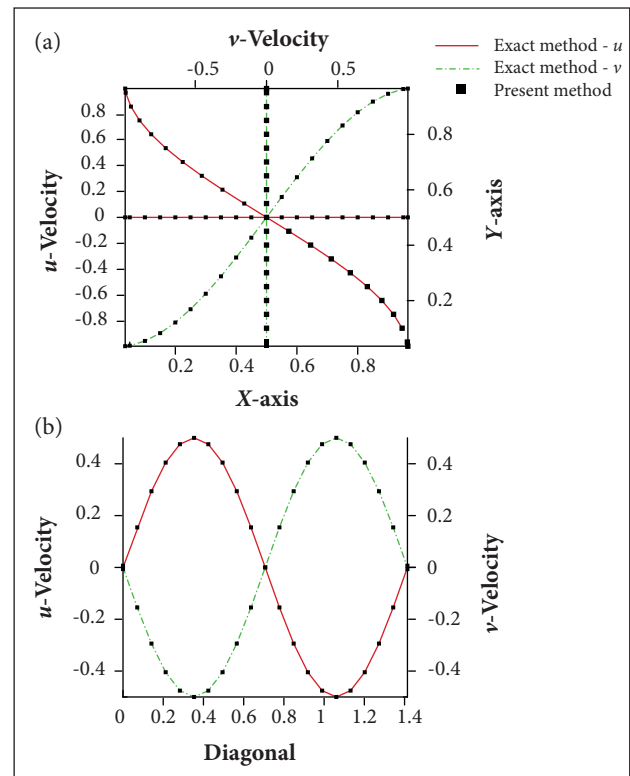 (a)
v-Velocity
-0.5 0 0.5
Exact method - u
Exact method - v
Present method
0.8
0.6
0.4
0.2
0
-0.2
-0.4
-0.6
-0.8
u-Velocity
0.8
0.6
0.4
0.2
Y-axis
0.2 0.4 0.6 0.8
X-axis
(b)
0.4
0.2
0
-0.2
-0.4
u-Velocity
0.4
0.2
0
-0.2
-0.4
v-Velocity
0 0.2 0.4 0.6 0.8 1 1.2 1.4
Diagonal